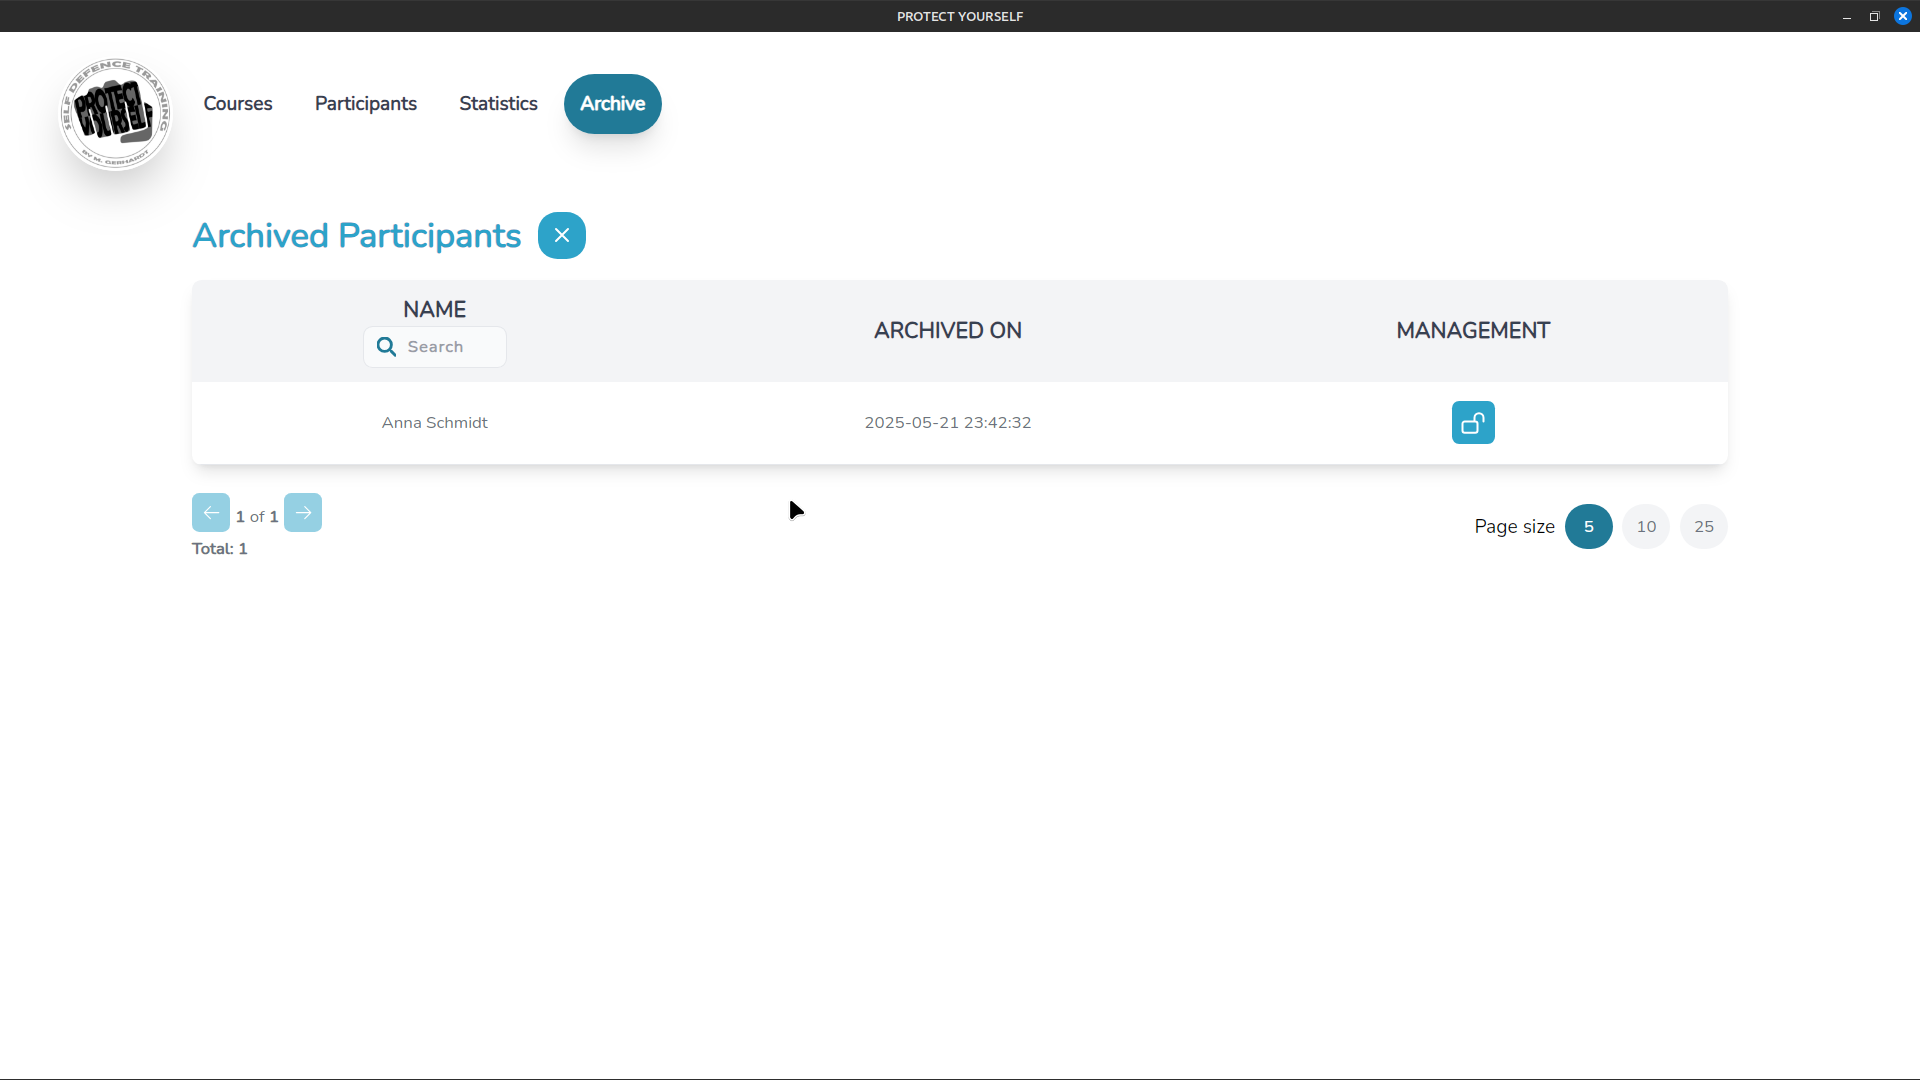 PROTECT YOURSELF
SELF DEFENCE TRAINING
PROTECT
YOURSELF
BY M. GEBHARDT
Courses Participants Statistics Archive
Archived Participants
NAME ARCHIVED ON MANAGEMENT
Search
Anna Schmidt 2025-05-21 23:42:32
1 of 1
Total: 1
Page size 5 10 25